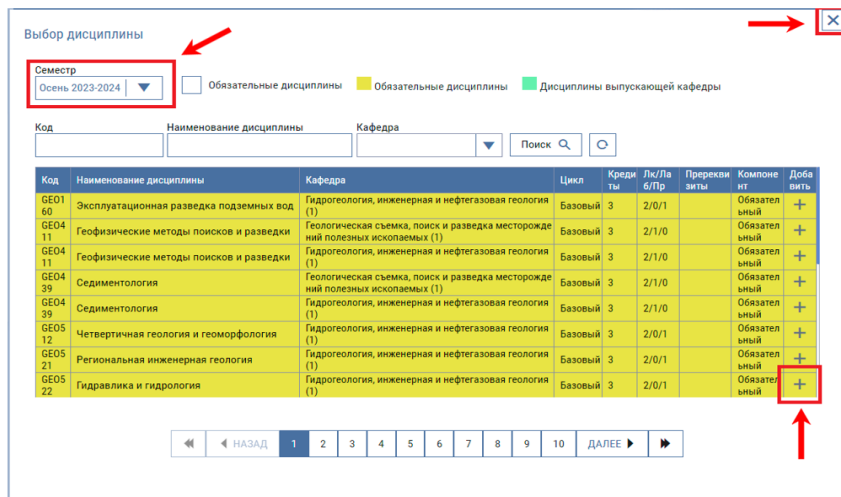 Выбор дисциплины
Семестр
Осень 2023-2024
Обязательные дисциплины
Обязательные дисциплины
Дисциплины выпускающей кафедры
Код Наименование дисциплины Кафедра
Поиск
Код Наименование дисциплины Кафедра Цикл Креди ты Лк/Ла б/Пр Пререкви зиты Компоне нт Доба вить
GEO1 60 Эксплуатационная разведка подземных вод Гидрогеология, инженерная и нефтегазовая геология (1) Базовый 3 2/0/1 Обязател ьный +
GEO4 11 Геофизические методы поисков и разведки Геологическая съемка, поиск и разведка месторожде ний полезных ископаемых (1) Базовый 3 2/1/0 Обязател ьный +
GEO4 11 Геофизические методы поисков и разведки Гидрогеология, инженерная и нефтегазовая геология (1) Базовый 3 2/1/0 Обязател ьный +
GEO4 39 Седиментология Геологическая съемка, поиск и разведка месторожде ний полезных ископаемых (1) Базовый 3 2/1/0 Обязател ьный +
GEO4 39 Седиментология Гидрогеология, инженерная и нефтегазовая геология (1) Базовый 3 2/1/0 Обязател ьный +
GEO5 12 Четвертичная геология и геоморфология Гидрогеология, инженерная и нефтегазовая геология (1) Базовый 3 2/0/1 Обязател ьный +
GEO5 21 Региональная инженерная геология Гидрогеология, инженерная и нефтегазовая геология (1) Базовый 3 2/0/1 Обязател ьный +
GEO5 22 Гидравлика и гидрология Гидрогеология, инженерная и нефтегазовая геология (1) Базовый 3 2/0/1 Обязател ьный +
НАЗАД 1 2 3 4 5 6 7 8 9 10 ДАЛЕЕ